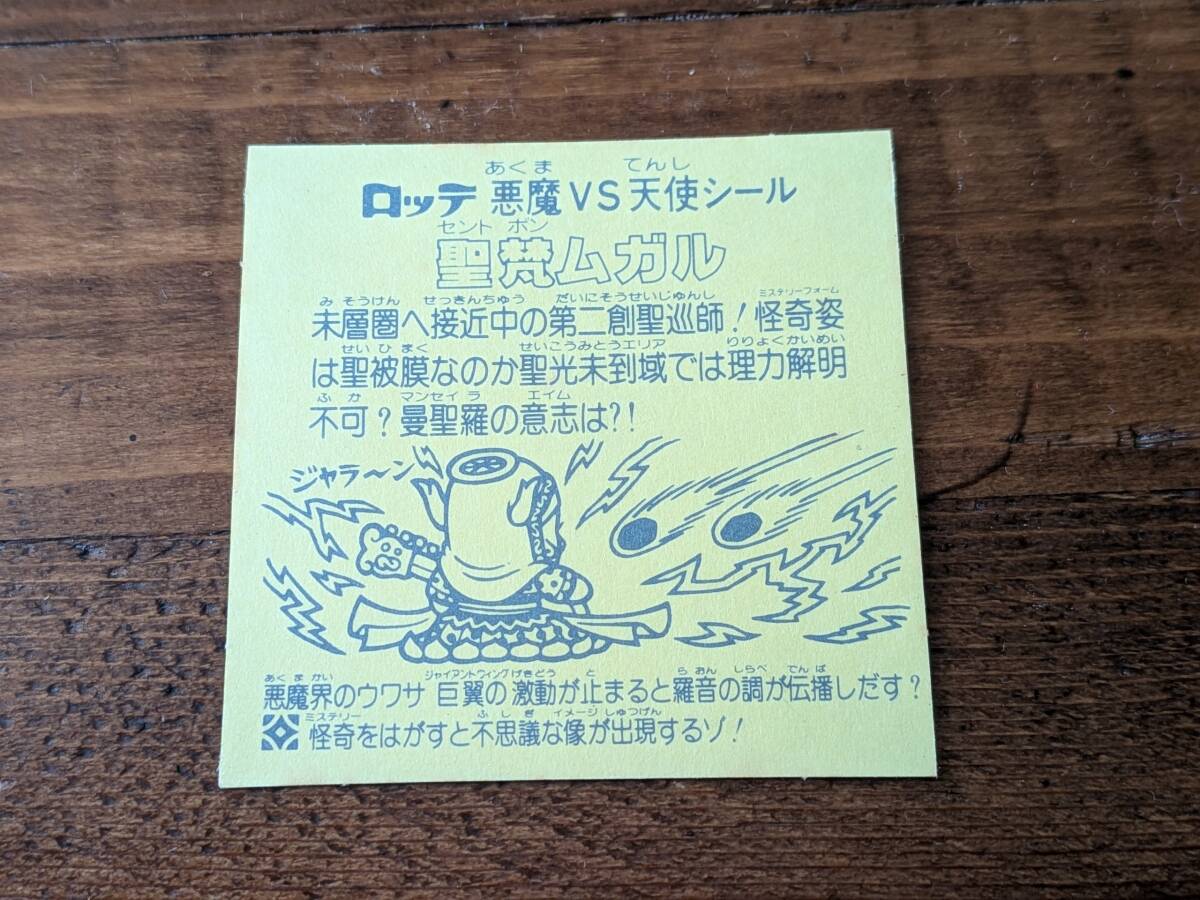 あくま てんし
ロッテ 悪魔VS天使シール
セント ボン
聖梵ムガル
み そうけん せっきんちゅう だいにそうせいじゅんし ミステリーフォーム
未層圏へ接近中の第二創聖巡師！怪奇姿
せい ひ まく せいこうみとうエリア りりょくかいめい
は聖被膜なのか聖光未到域では理力解明
ふ か マンセイ ラ エイム
不可？曼聖羅の意志は?!
ジャラ〜ン
あく ま かい ジャイアントウィング げきどう と らおん しらべ でんぱ
悪魔界のウワサ 巨翼の激動が止まると羅音の調が伝播しだす？
ミステリー ふ し ぎ イメージ しゅつげん
怪奇をはがすと不思議な像が出現するゾ！